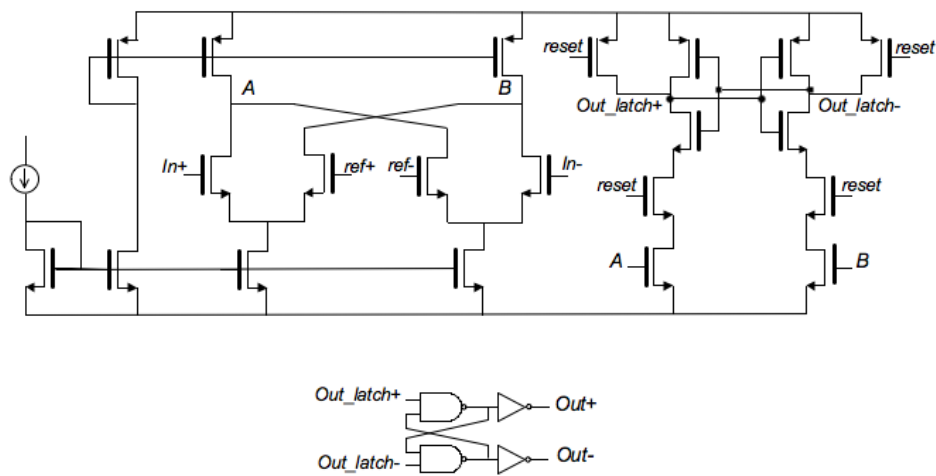 reset
reset
A
B
Out_latch+
Out_latch-
In+
ref+
ref-
In-
reset
reset
A
B
Out_latch+
Out+
Out_latch-
Out-